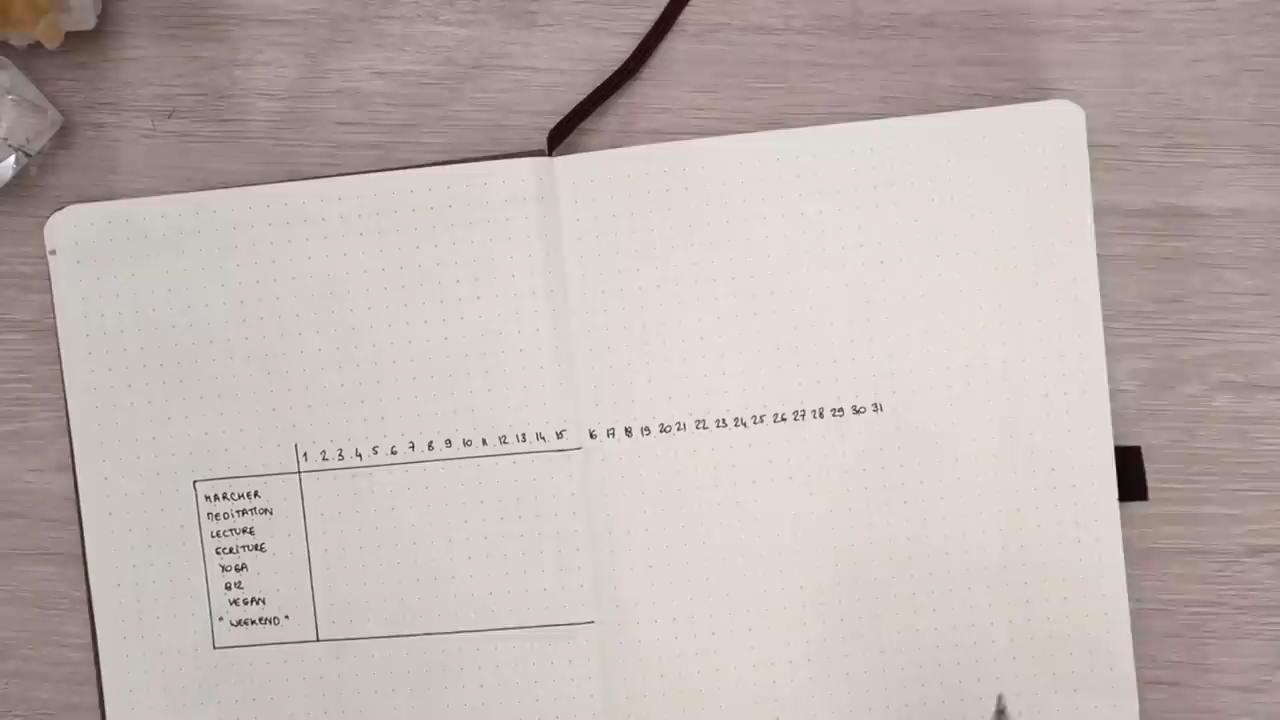 1 2 3 4 5 6 7 8 9 10 11 12 13 14 15 16 17 18 19 20 21 22 23 24 25 26 27 28 29 30 31
MARCHER
MEDITATION
LECTURE
ECRITURE
YOGA
B12
VEGAN
"WEEKEND"